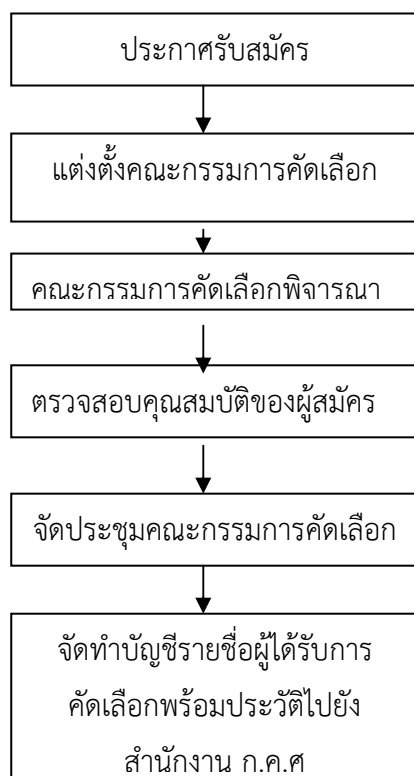 ประกาศรับสมัคร
แต่งตั้งคณะกรรมการคัดเลือก
คณะกรรมการคัดเลือกพิจารณา
ตรวจสอบคุณสมบัติของผู้สมัคร
จัดประชุมคณะกรรมการคัดเลือก
จัดทำบัญชีรายชื่อผู้ได้รับการ
คัดเลือกพร้อมประวัติไปยัง
สำนักงาน ก.ค.ศ